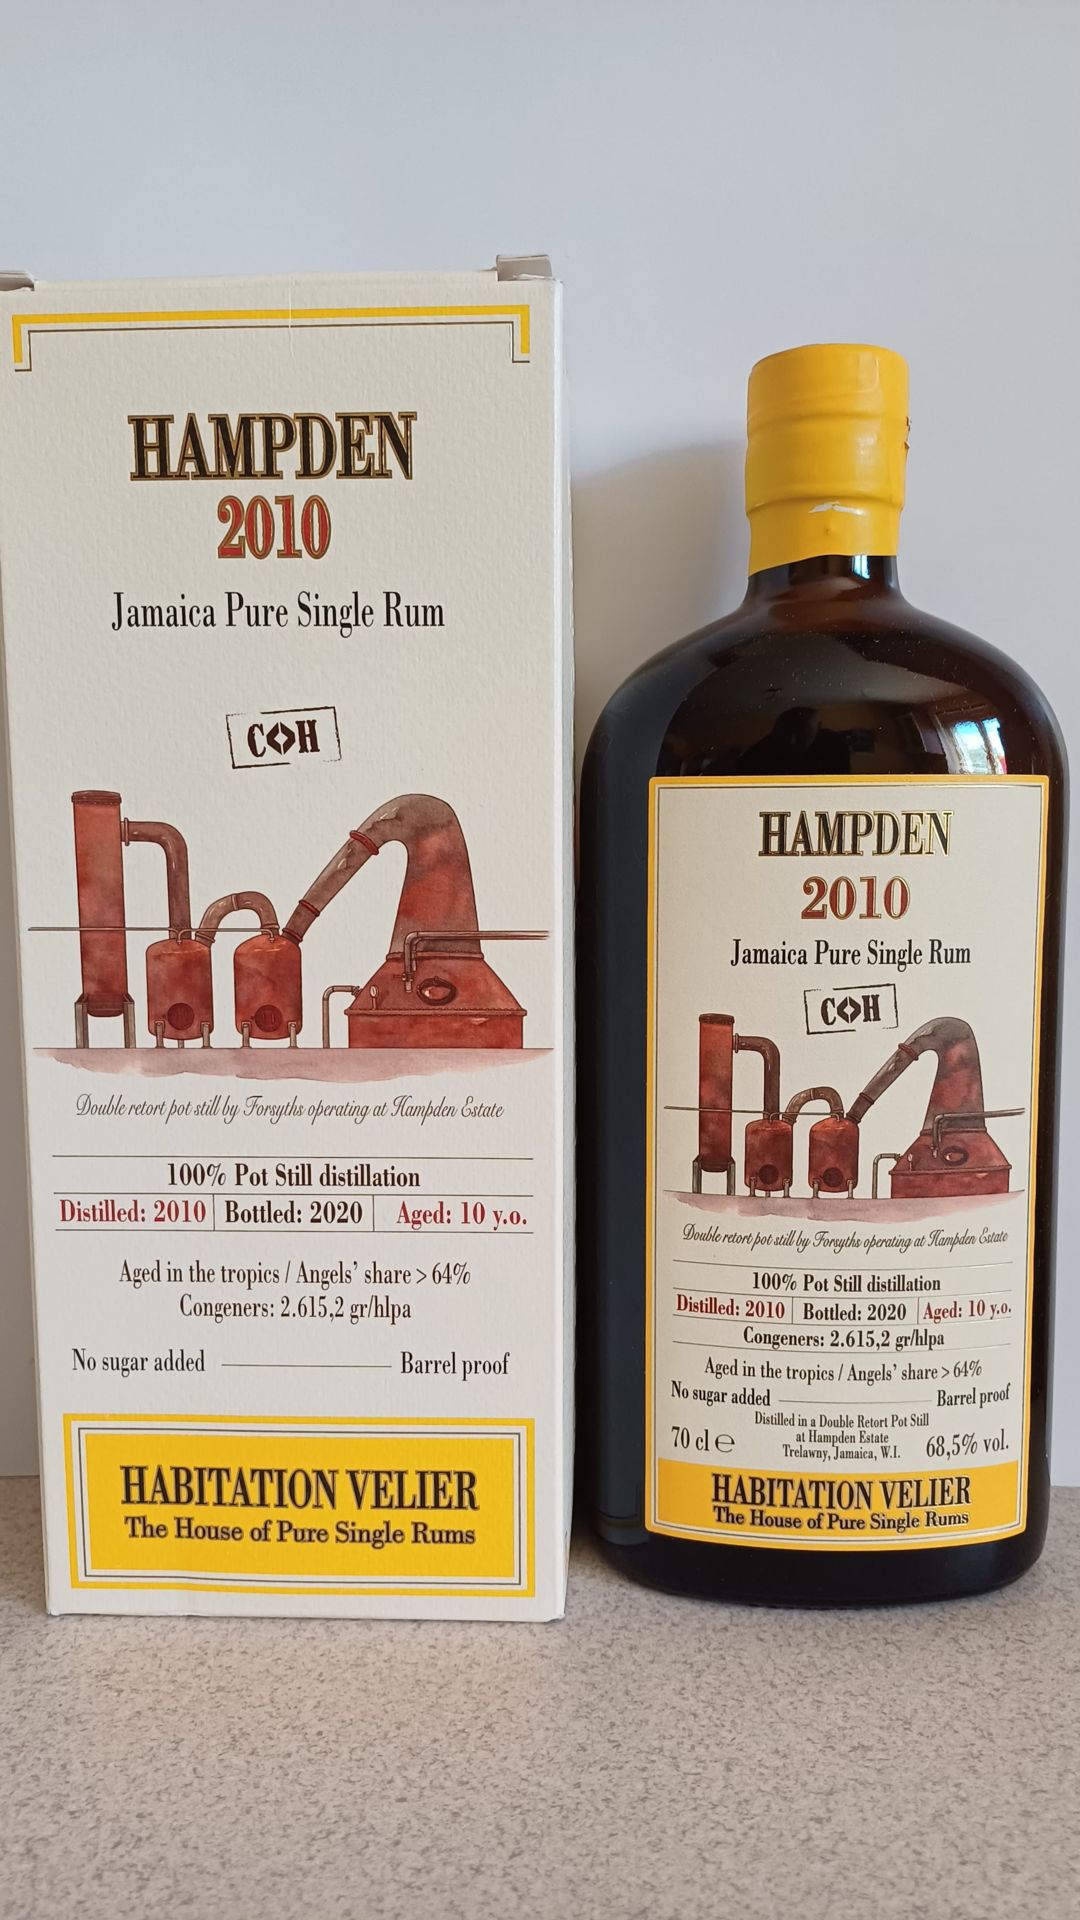 HAMPDEN
2010
Jamaica Pure Single Rum
C<>H
Double retort pot still by Forsyths operating at Hampden Estate
100% Pot Still distillation
Distilled: 2010 Bottled: 2020 Aged: 10 y.o.
Aged in the tropics / Angels' share > 64%
Congeners: 2.615,2 gr/hlpa
No sugar added Barrel proof
HABITATION VELIER
The House of Pure Single Rums
HAMPDEN
2010
Jamaica Pure Single Rum
C<>H
Double retort pot still by Forsyths operating at Hampden Estate
100% Pot Still distillation
Distilled: 2010 Bottled: 2020 Aged: 10 y.o.
Congeners: 2.615,2 gr/hlpa
Aged in the tropics / Angels' share > 64%
No sugar added Barrel proof
Distilled in a Double Retort Pot Still
at Hampden Estate
Trelawny, Jamaica, W.I.
70 cl ℮ 68,5% vol.
HABITATION VELIER
The House of Pure Single Rums